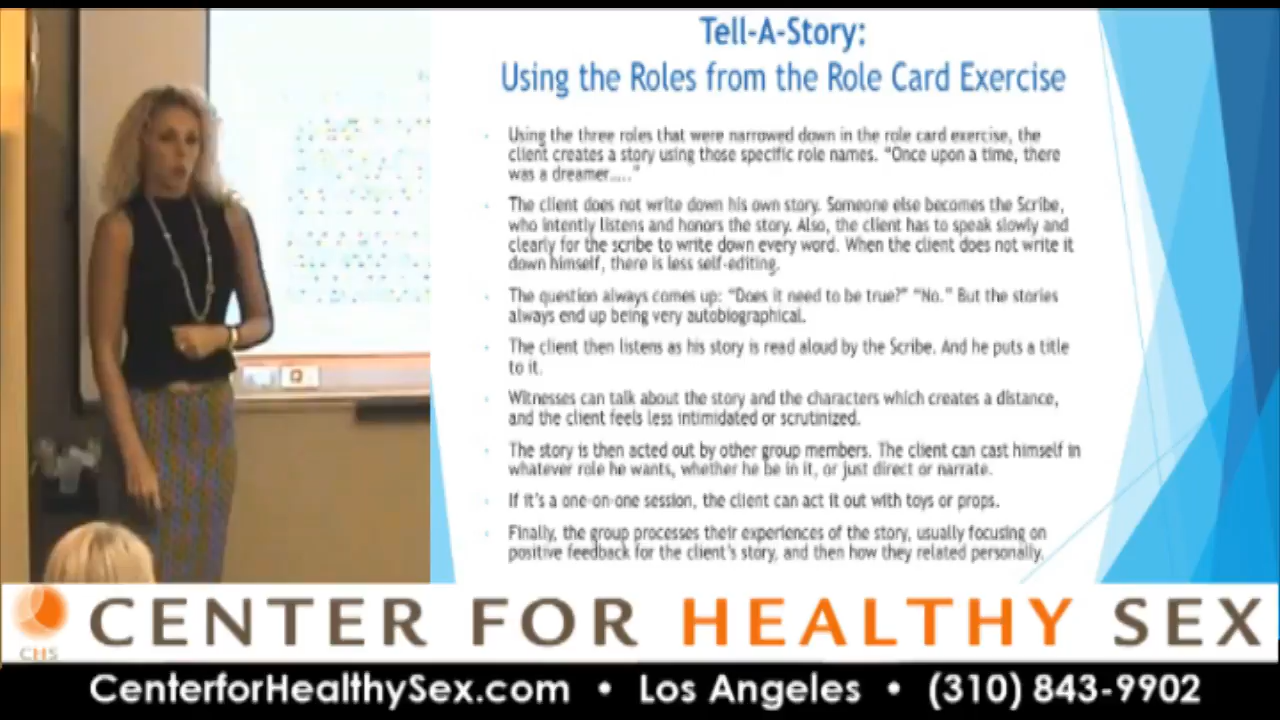 Tell-A-Story:
Using the Roles from the Role Card Exercise
Using the three roles that were narrowed down in the role card exercise, the
client creates a story using those specific role names. "Once upon a time, there
was a dreamer....."
The client does not write down his own story. Someone else becomes the Scribe,
who intently listens and honors the story. Also, the client has to speak slowly and
clearly for the scribe to write down every word. When the client does not write it
down himself, there is less self-editing.
The question always comes up: "Does it need to be true?" "No." But the stories
always end up being very autobiographical.
The client then listens as his story is read aloud by the Scribe. And he puts a title
to it.
Witnesses can talk about the story and the characters which creates a distance,
and the client feels less intimidated or scrutinized.
The story is then acted out by other group members. The client can cast himself in
whatever role he wants, whether he be in it, or just direct or narrate.
If it's a one-on-one session, the client can act it out with toys or props.
Finally, the group processes their experiences of the story, usually focusing on
positive feedback for the client's story, and then how they related personally.
CENTER FOR HEALTHY SEX
CHS
CenterforHealthySex.com • Los Angeles • (310) 843-9902